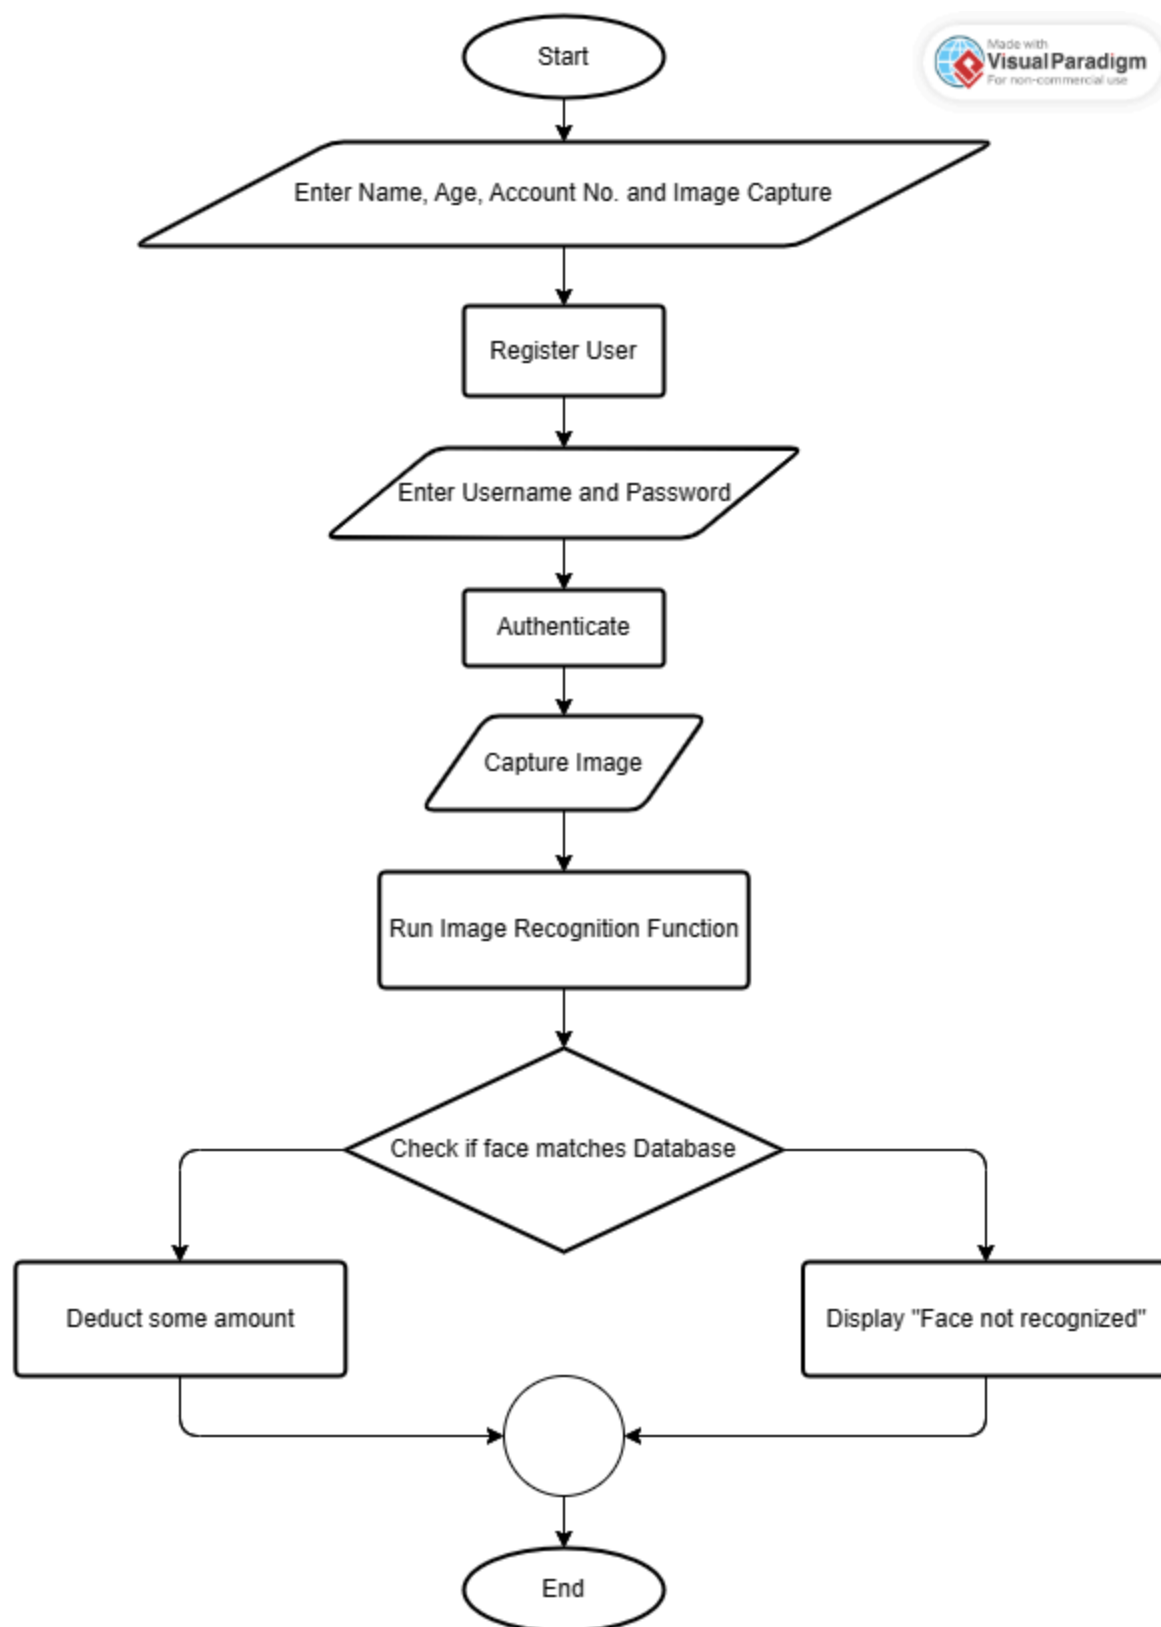 Start
Made with
VisualParadigm
For non-commercial use
Enter Name, Age, Account No. and Image Capture
Register User
Enter Username and Password
Authenticate
Capture Image
Run Image Recognition Function
Check if face matches Database
Deduct some amount
Display "Face not recognized"
End